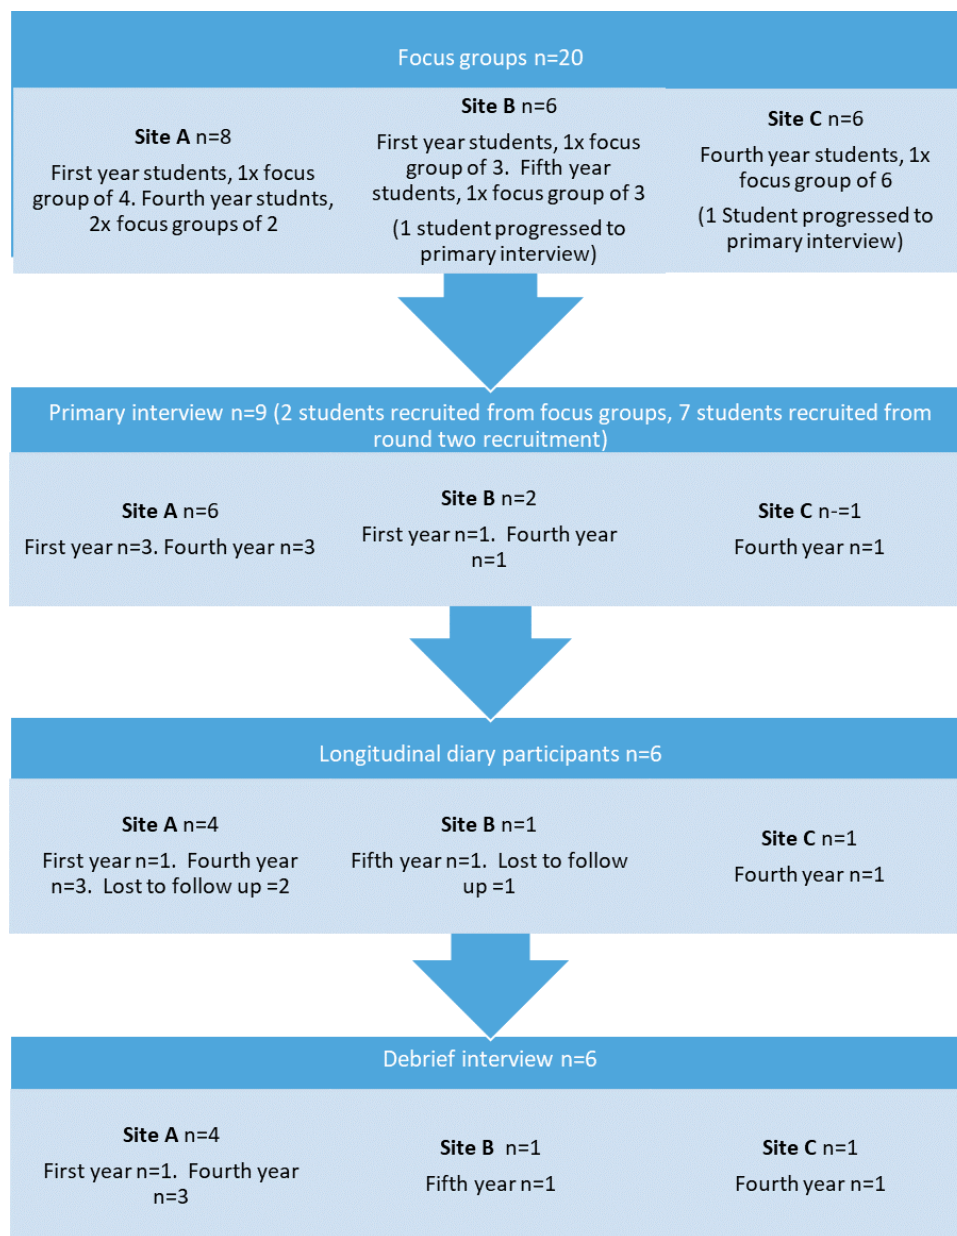 Focus groups n=20
Site A n=8
First year students, 1x focus
group of 4. Fourth year studnts,
2x focus groups of 2
Site B n=6
First year students, 1x focus
group of 3.  Fifth year
students, 1x focus group of 3
(1 student progressed to
primary interview)
Site C n=6
Fourth year students, 1x
focus group of 6
(1 Student progressed to
primary interview)
Primary interview n=9 (2 students recruited from focus groups, 7 students recruited from
round two recruitment)
Site A n=6
First year n=3. Fourth year n=3
Site B n=2
First year n=1.  Fourth year
n=1
Site C n-=1
Fourth year n=1
Longitudinal diary participants n=6
Site A n=4
First year n=1.  Fourth year
n=3.  Lost to follow up =2
Site B n=1
Fifth year n=1.  Lost to follow
up =1
Site C n=1
Fourth year n=1
Debrief interview n=6
Site A n=4
First year n=1.  Fourth year
n=3
Site B  n=1
Fifth year n=1
Site C n=1
Fourth year n=1